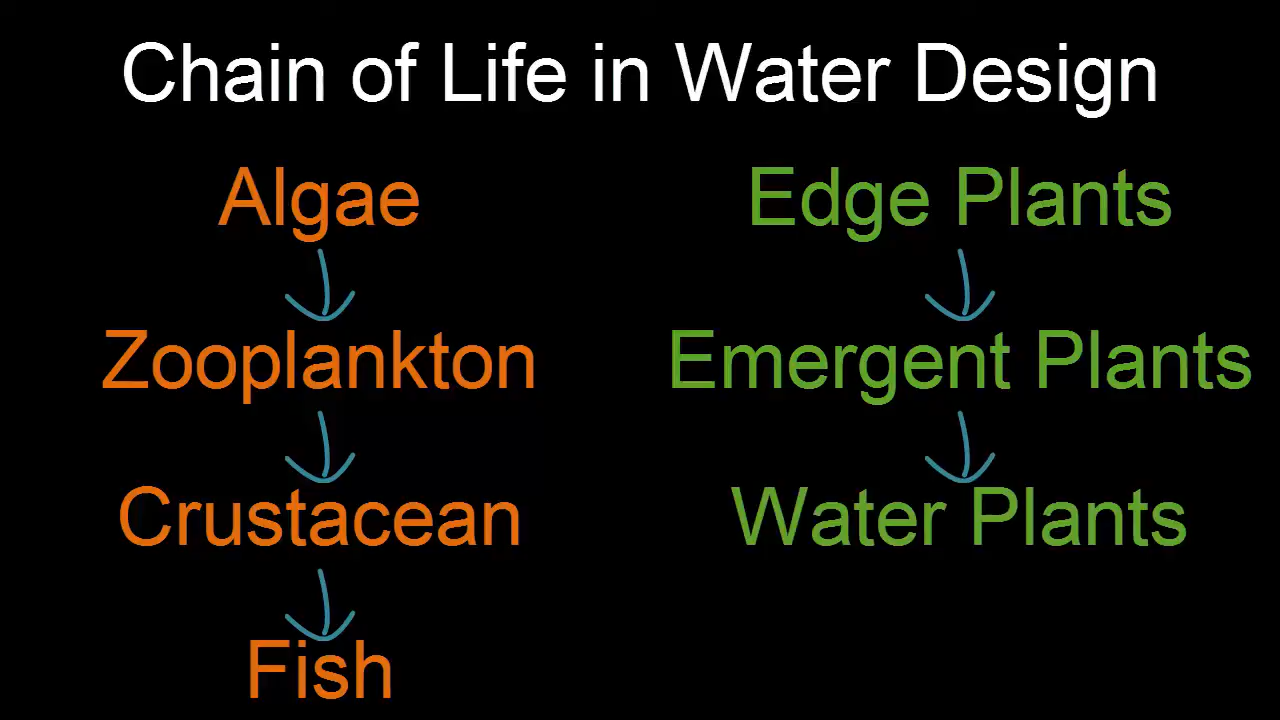 Chain of Life in Water Design
Algae
Zooplankton
Crustacean
Fish
Edge Plants
Emergent Plants
Water Plants